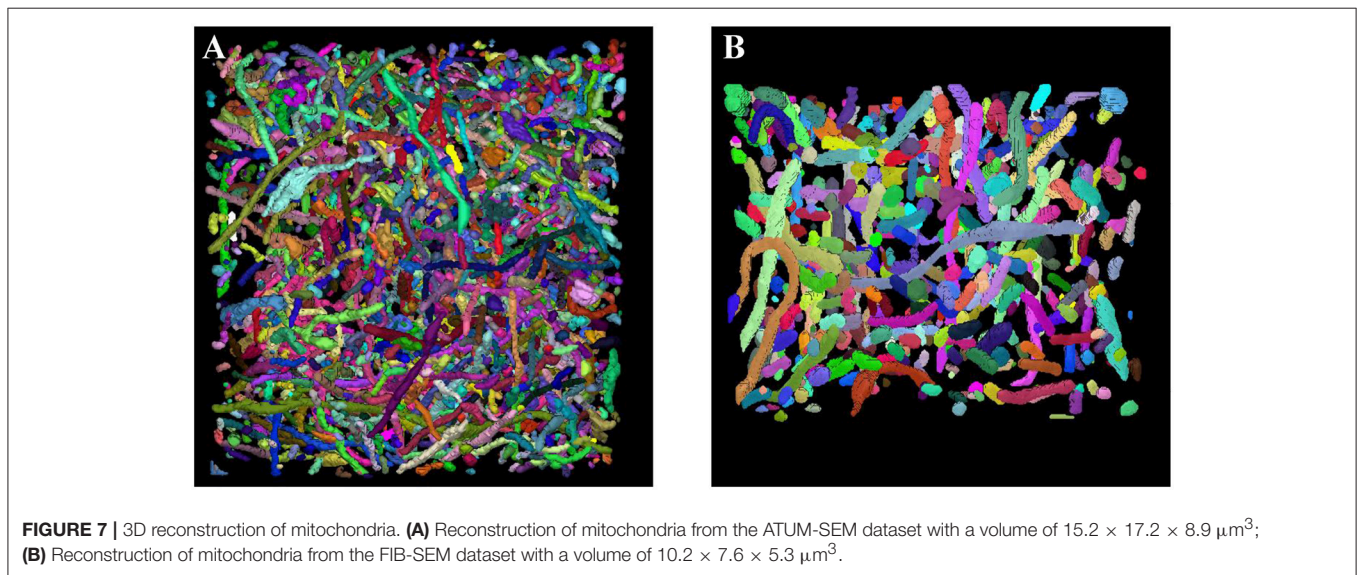 A
B
FIGURE 7 | 3D reconstruction of mitochondria. (A) Reconstruction of mitochondria from the ATUM-SEM dataset with a volume of 15.2 × 17.2 × 8.9 μm³;
(B) Reconstruction of mitochondria from the FIB-SEM dataset with a volume of 10.2 × 7.6 × 5.3 μm³.